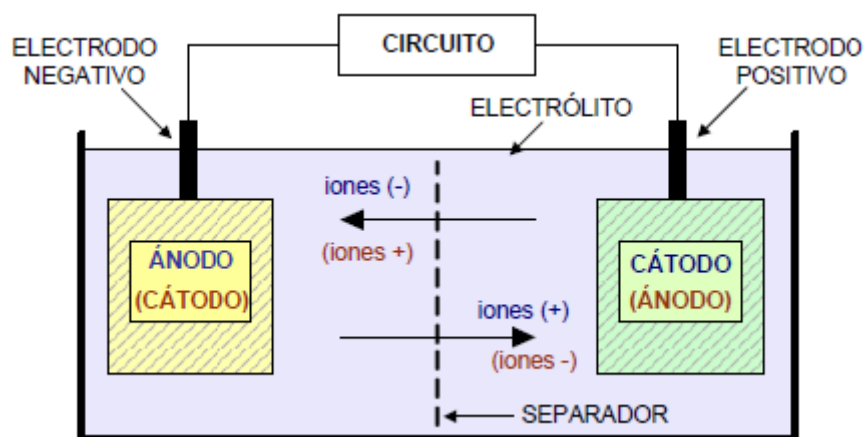 ELECTRODO
NEGATIVO
CIRCUITO
ELECTRODO
POSITIVO
ELECTRÓLITO
iones (-)
(iones +)
ÁNODO
(CÁTODO)
CÁTODO
(ÁNODO)
iones (+)
(iones -)
SEPARADOR